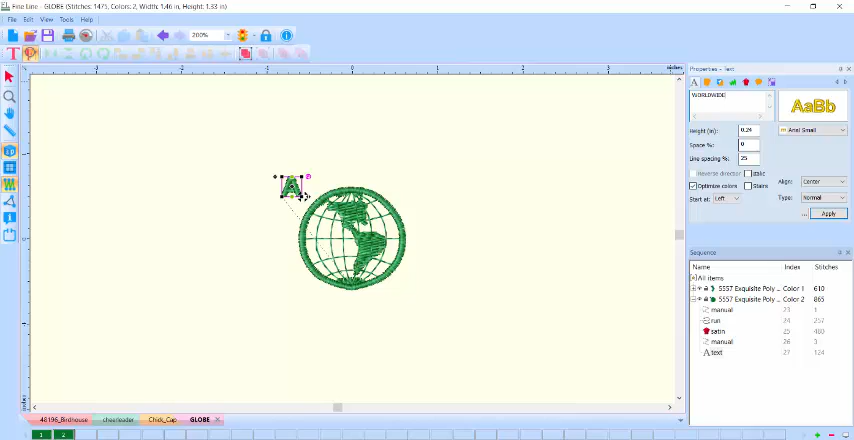 Fine Line - GLOBE (Stitches: 1475, Colors: 2, Width: 1.46 in, Height: 1.33 in)
File Edit View Tools Help
200%
inches
Properties - Text
WORLDWIDE
AaBb
Height (in): 0.24
Arial Small
Space %: 0
Line spacing %: 25
Reverse direction Italic
Optimize colors Stairs
Align: Center
Start at: Left
Type: Normal
... Apply
A
Sequence
Name Index Stitches
All items
5557 Exquisite Poly ... Color 1 610
5557 Exquisite Poly ... Color 2 865
manual 23 1
run 24 257
satin 25 480
manual 26 3
text 27 124
inches
48196_Birdhouse cheerleader Chick_Cap GLOBE
1 2